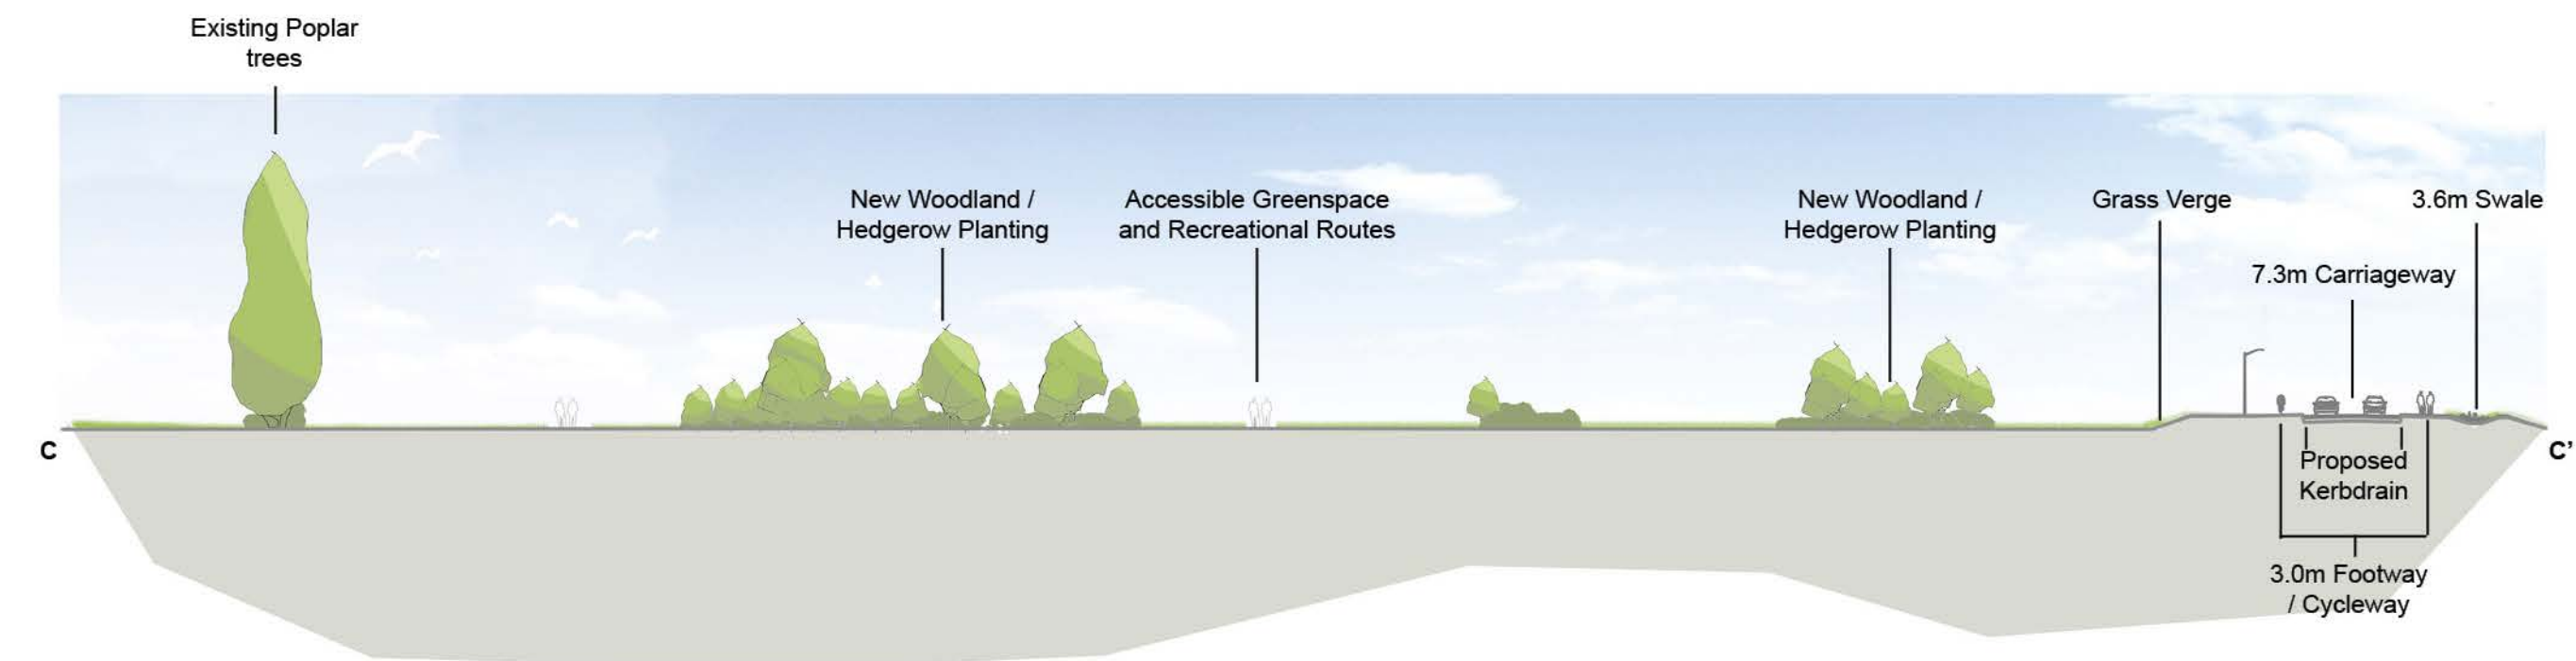 Existing Poplar
trees
New Woodland /
Hedgerow Planting
Accessible Greenspace
and Recreational Routes
New Woodland /
Hedgerow Planting
Grass Verge
3.6m Swale
7.3m Carriageway
C
C'
Proposed
Kerbdrain
3.0m Footway
/ Cycleway